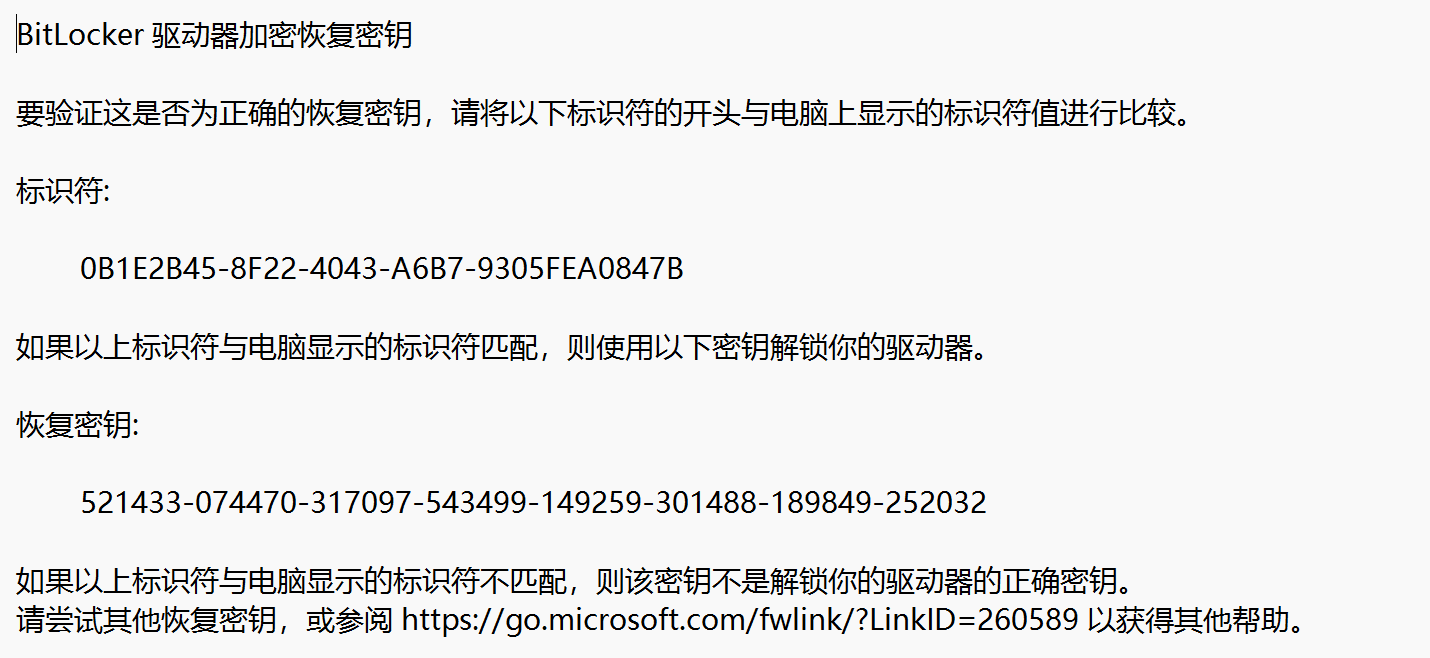 BitLocker 驱动器加密恢复密钥
要验证这是否为正确的恢复密钥，请将以下标识符的开头与电脑上显示的标识符值进行比较。
标识符:
0B1E2B45-8F22-4043-A6B7-9305FEA0847B
如果以上标识符与电脑显示的标识符匹配，则使用以下密钥解锁你的驱动器。
恢复密钥:
521433-074470-317097-543499-149259-301488-189849-252032
如果以上标识符与电脑显示的标识符不匹配，则该密钥不是解锁你的驱动器的正确密钥。
请尝试其他恢复密钥，或参阅 https://go.microsoft.com/fwlink/?LinkID=260589 以获得其他帮助。